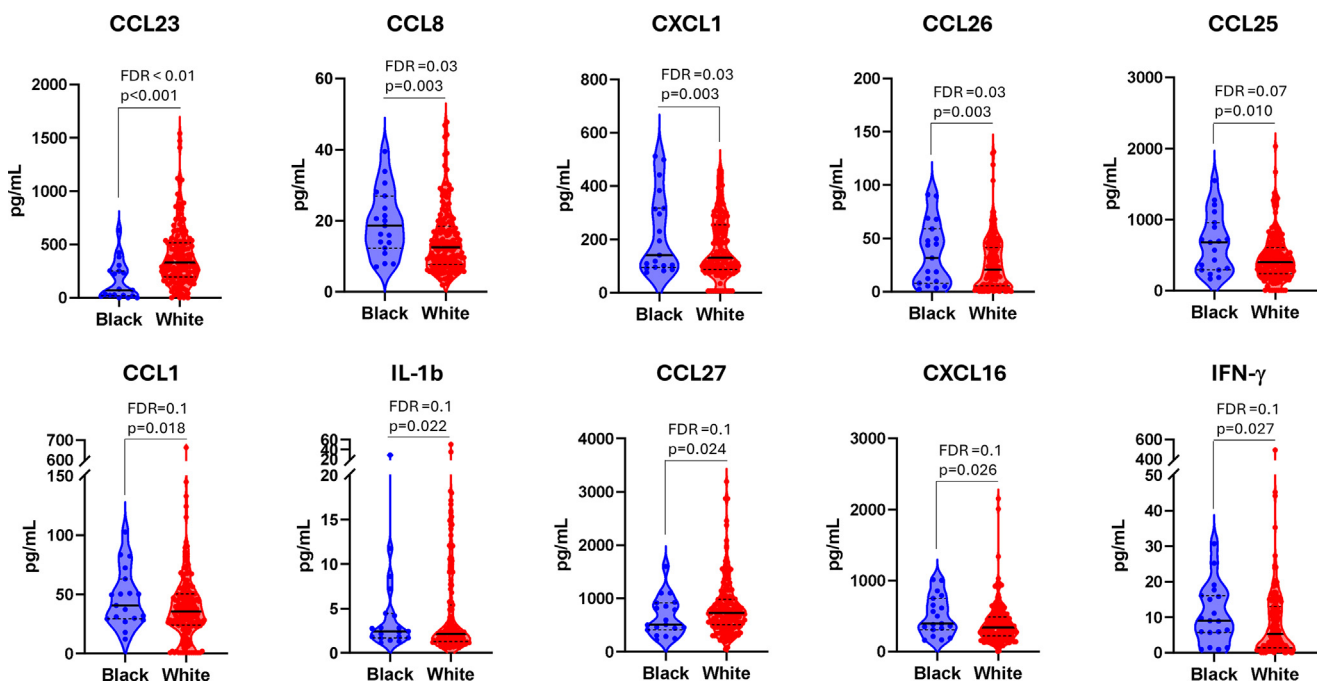 CCL23
FDR < 0.01
p<0.001
2000
1500
1000
500
0
pg/mL
Black White
CCL8
FDR =0.03
p=0.003
60
40
20
0
pg/mL
Black White
CXCL1
FDR =0.03
p=0.003
800
600
400
200
0
pg/mL
Black White
CCL26
FDR =0.03
p=0.003
200
150
100
50
0
pg/mL
Black White
CCL25
FDR =0.07
p=0.010
3000
2000
1000
0
pg/mL
Black White
CCL1
FDR=0.1
p=0.018
700
600
150
100
50
0
pg/mL
Black White
IL-1b
FDR =0.1
p=0.022
60
40
20
20
15
10
5
0
pg/mL
Black White
CCL27
FDR =0.1
p=0.024
4000
3000
2000
1000
0
pg/mL
Black White
CXCL16
FDR =0.1
p=0.026
3000
2000
1000
0
pg/mL
Black White
IFN-γ
FDR =0.1
p=0.027
600
400
50
40
30
20
10
0
pg/mL
Black White